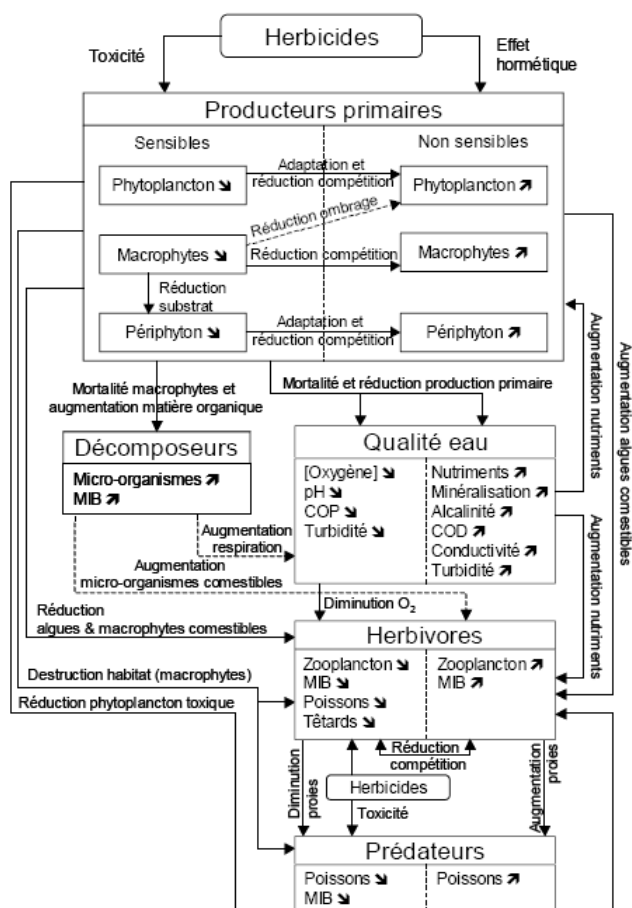 Herbicides
Toxicité
Effet
hormétique
Producteurs primaires
Sensibles
Non sensibles
Phytoplancton ↘
Adaptation et
réduction compétition
Phytoplancton ↗
Réduction ombrage
Macrophytes ↘
Réduction compétition
Macrophytes ↗
Réduction
substrat
Périphyton ↘
Adaptation et
réduction compétition
Périphyton ↗
Augmentation nutriments
Augmentation algues comestibles
Mortalité macrophytes et
augmentation matière organique
Mortalité et réduction production primaire
Décomposeurs
Micro-organismes ↗
MIB ↗
Qualité eau
[Oxygène] ↘
pH ↘
COP ↘
Turbidité ↘
Nutriments ↗
Minéralisation ↗
Alcalinité ↗
COD ↗
Conductivité ↗
Turbidité ↗
Augmentation
respiration
Augmentation
micro-organismes comestibles
Augmentation nutriments
Diminution O₂
Réduction
algues & macrophytes comestibles
Herbivores
Zooplancton ↘
MIB ↘
Poissons ↘
Têtards ↘
Zooplancton ↗
MIB ↗
Destruction habitat (macrophytes)
Réduction phytoplancton toxique
Diminution
proies
Réduction
compétition
Herbicides
Toxicité
Augmentation
proies
Prédateurs
Poissons ↘
MIB ↘
Poissons ↗